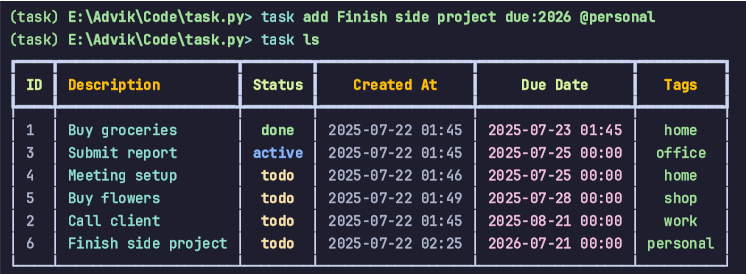 (task) E:\Advik\Code\task.py> task add Finish side project due:2026 @personal
(task) E:\Advik\Code\task.py> task ls
ID Description Status Created At Due Date Tags
1 Buy groceries done 2025-07-22 01:45 2025-07-23 01:45 home
3 Submit report active 2025-07-22 01:45 2025-07-25 00:00 office
4 Meeting setup todo 2025-07-22 01:46 2025-07-25 00:00 home
5 Buy flowers todo 2025-07-22 01:49 2025-07-28 00:00 shop
2 Call client todo 2025-07-22 01:45 2025-08-21 00:00 work
6 Finish side project todo 2025-07-22 02:25 2026-07-21 00:00 personal